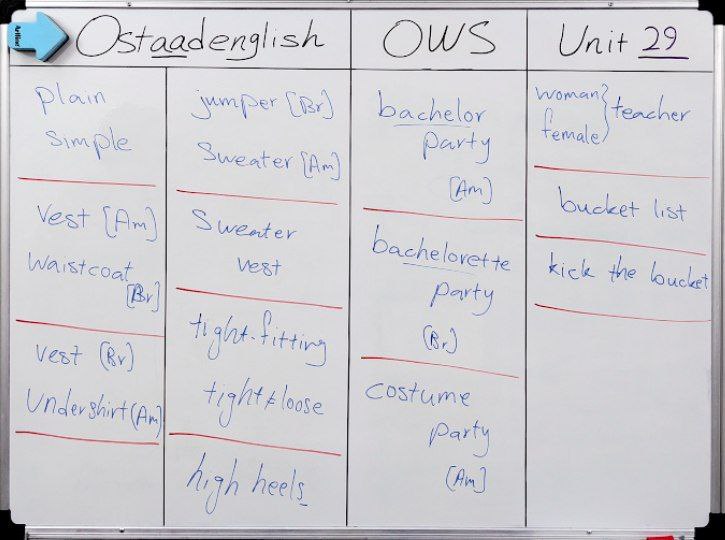 Ostaadenglish
OWS
Unit 29
plain
simple
Vest [Am]
Waistcoat
[Br]
vest (Br)
Undershirt (Am)
jumper [Br]
Sweater [Am]
Sweater
vest
tight-fitting
tight ≠ loose
high heels
bachelor
party
[Am]
bachelorette
party
(Br)
costume
party
[Am]
woman
female } teacher
bucket list
kick the bucket